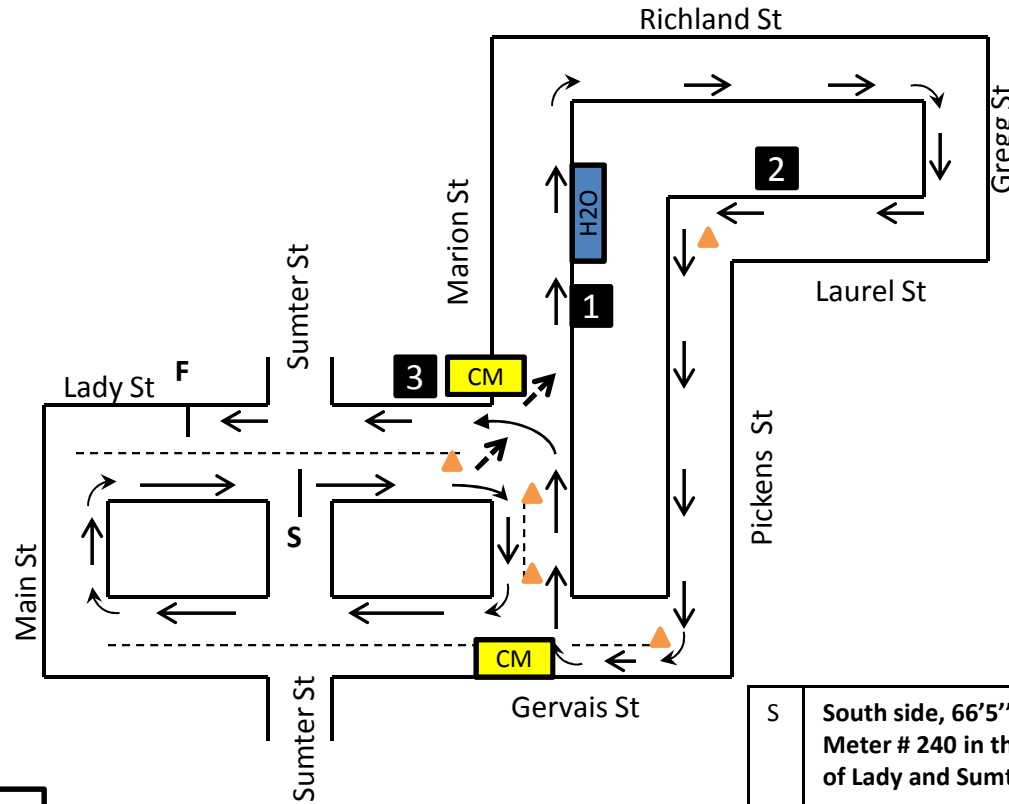 Richland St
Gregg St
2
H2O
Marion St
Sumter St
1
Laurel St
3
CM
Lady St
F
Pickens St
S
Main St
CM
Gervais St
Sumter St
S
South side, 66’5’’
Meter # 240 in th
of Lady and Sumt